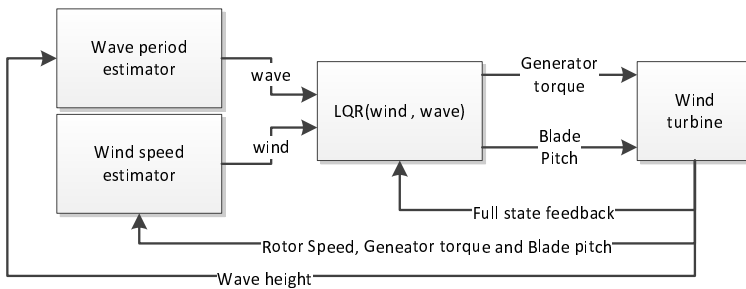 Wave period
estimator
wave
Wind speed
estimator
wind
LQR(wind , wave)
Generator
torque
Blade
Pitch
Wind
turbine
Full state feedback
Rotor Speed, Geneator torque and Blade pitch
Wave height